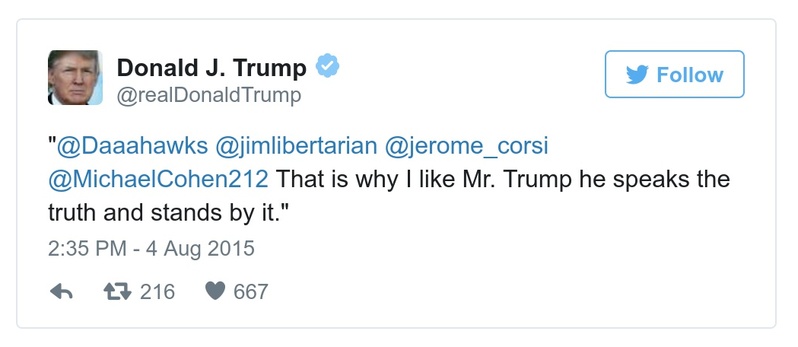 Donald J. Trump
@realDonaldTrump
Follow
"@Daaahawks @jimlibertarian @jerome_corsi
@MichaelCohen212 That is why I like Mr. Trump he speaks the
truth and stands by it."
2:35 PM - 4 Aug 2015
216 667